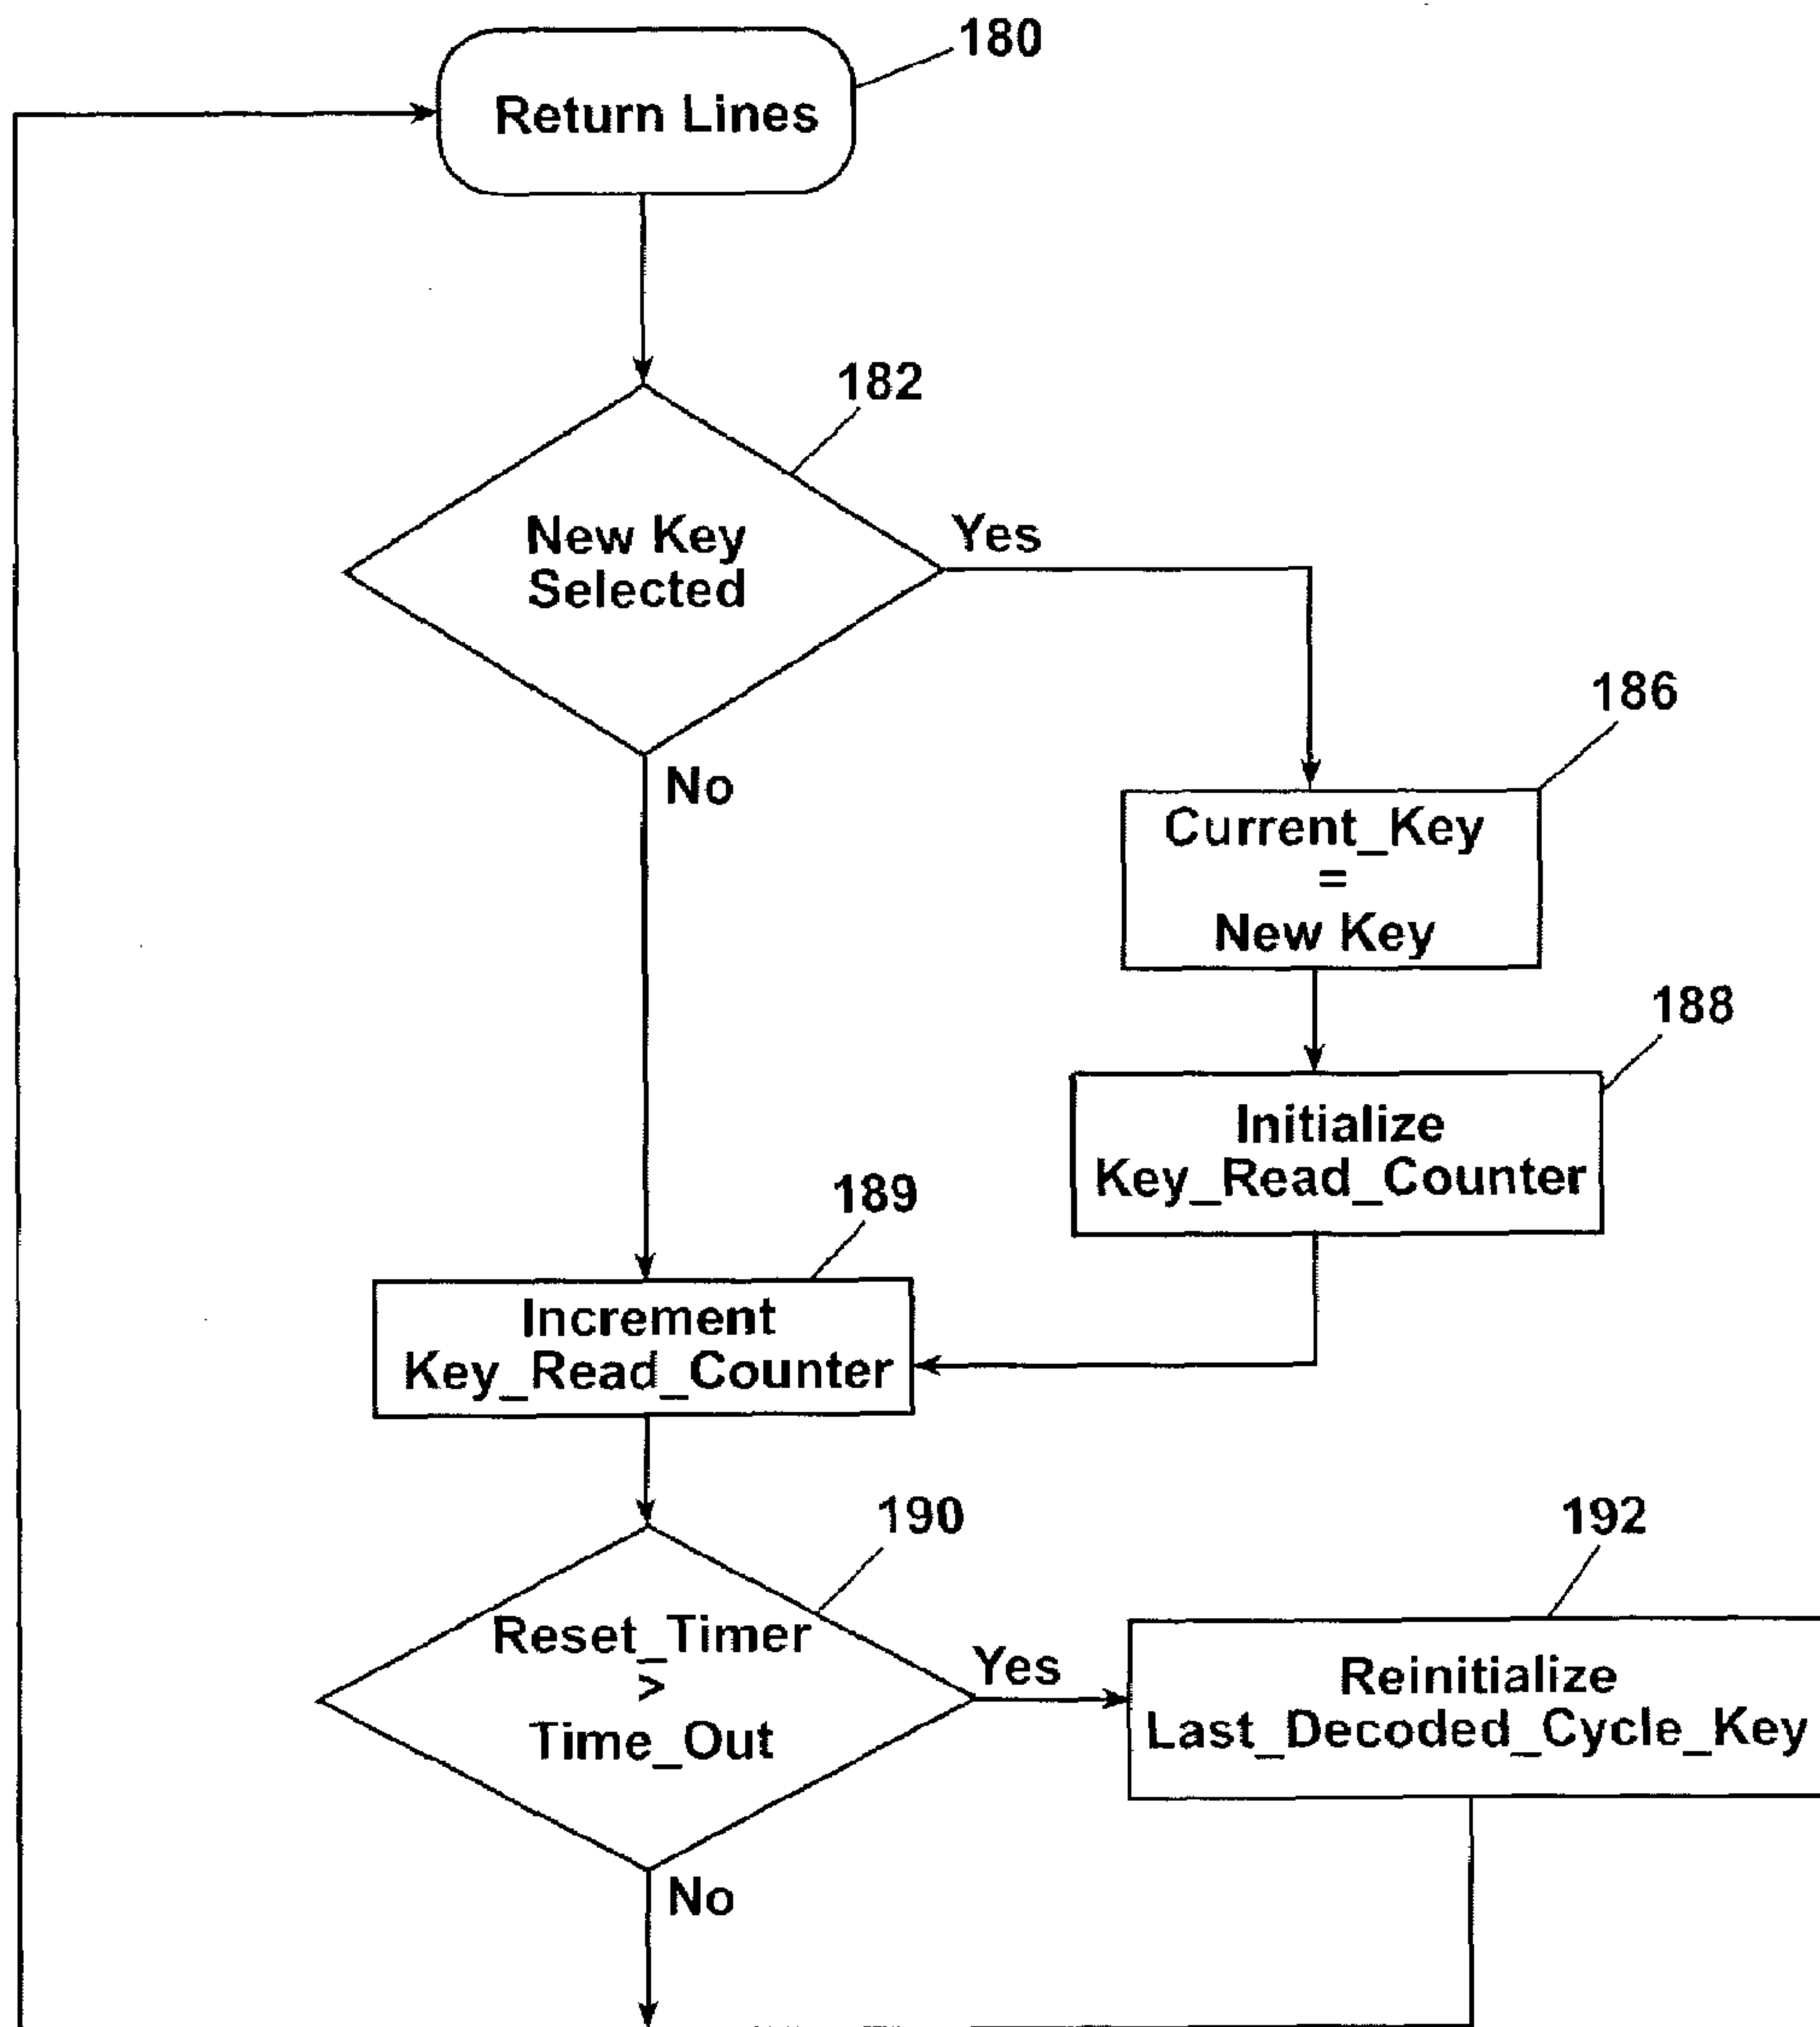 180
Return Lines
182
New Key
Selected
Yes
No
186
Current_Key
=
New Key
188
Initialize
Key_Read_Counter
189
Increment
Key_Read_Counter
190
Reset_Timer
>
Time_Out
Yes
No
192
Reinitialize
Last_Decoded_Cycle_Key